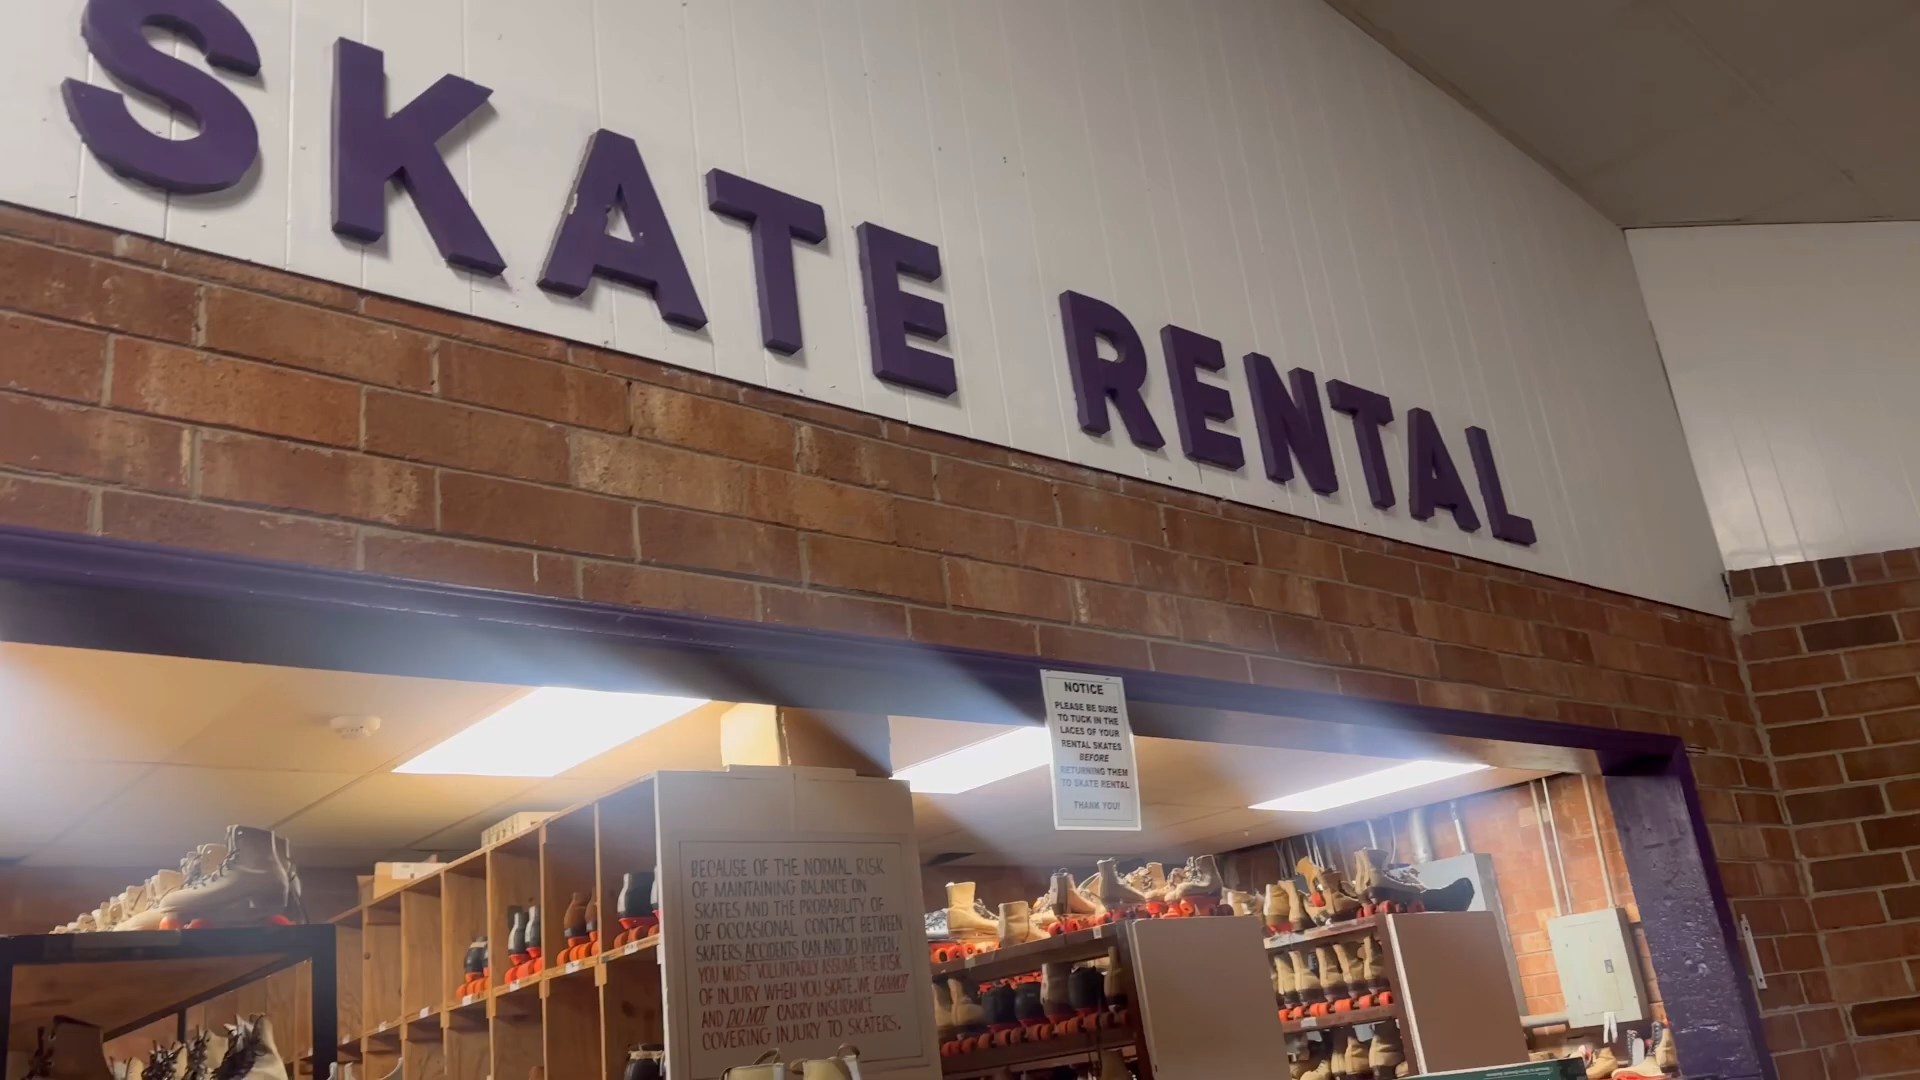 SKATE RENTAL
NOTICE
PLEASE BE SURE
TO TUCK IN THE
LACES OF YOUR
RENTAL SKATES
BEFORE
RETURNING THEM
TO SKATE RENTAL
THANK YOU!
BECAUSE OF THE NORMAL RISK
OF MAINTAINING BALANCE ON
SKATES AND THE PROBABILITY OF
OF OCCASIONAL CONTACT BETWEEN
SKATERS ACCIDENTS CAN AND DO HAPPEN.
YOU MUST VOLUNTARILY ASSUME THE RISK
OF INJURY WHEN YOU SKATE. WE CANNOT
AND DO NOT CARRY INSURANCE
COVERING INJURY TO SKATERS.